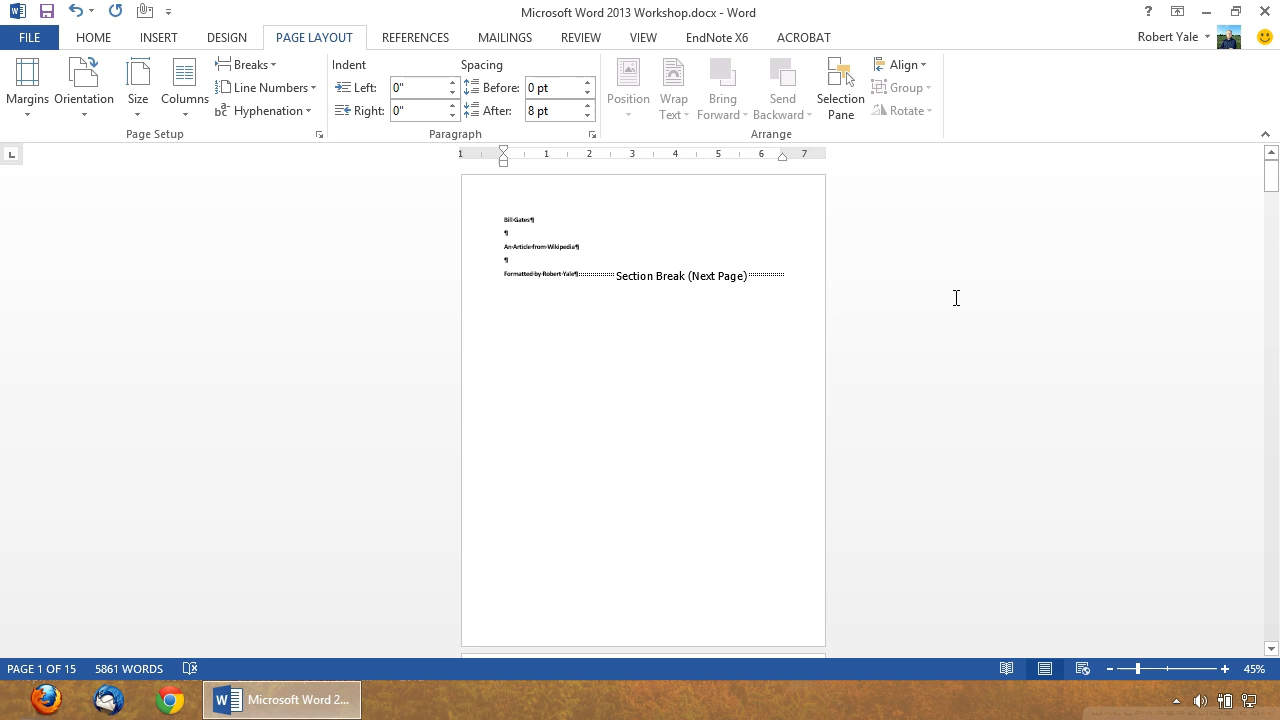 Microsoft Word 2013 Workshop.docx - Word
?
FILE HOME INSERT DESIGN PAGE LAYOUT REFERENCES MAILINGS REVIEW VIEW EndNote X6 ACROBAT Robert Yale
Margins Orientation Size Columns
Breaks
Line Numbers
Hyphenation
Page Setup
Indent Spacing
Left: 0" Before: 0 pt
Right: 0" After: 8 pt
Paragraph
Position Wrap Text Bring Forward Send Backward Selection Pane
Align
Group
Rotate
Arrange
1 1 2 3 4 5 6 7
Bill·Gates¶
¶
An·Article·from·Wikipedia¶
¶
Formatted·by·Robert·Yale¶ Section Break (Next Page)
PAGE 1 OF 15 5861 WORDS 45%
Microsoft Word 2...